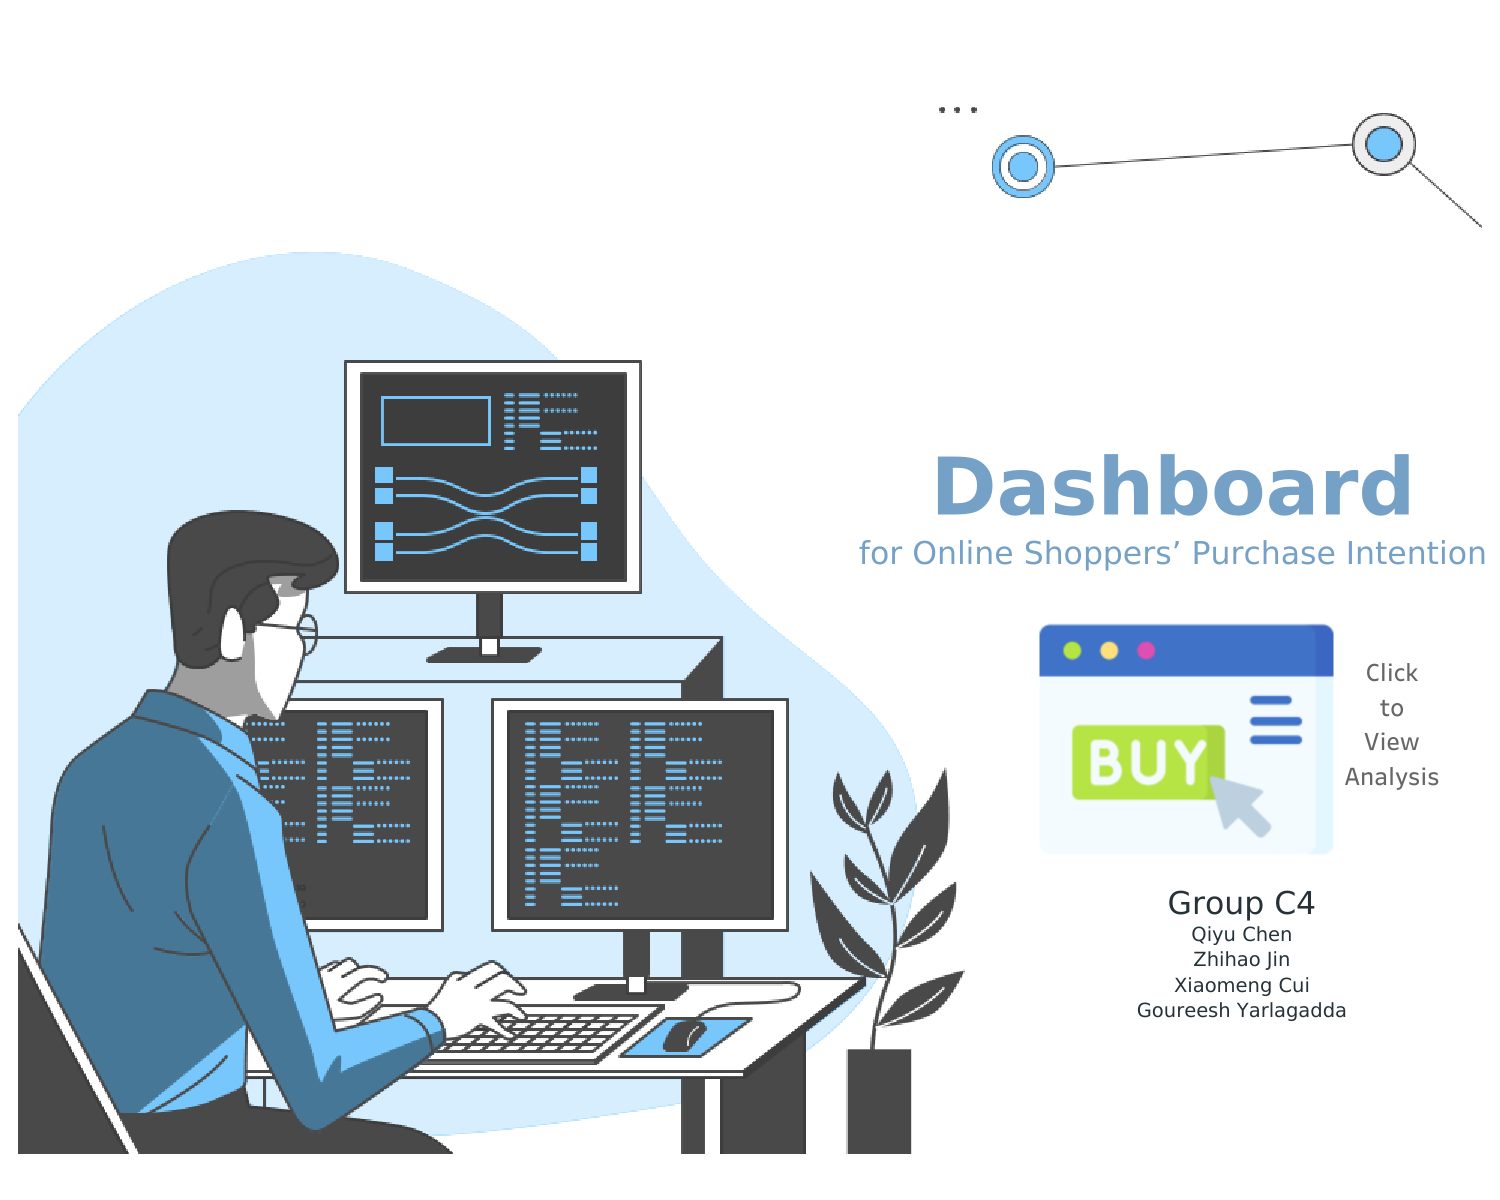 Dashboard
for Online Shoppers’ Purchase Intention
BUY
Click
to
View
Analysis
Group C4
Qiyu Chen
Zhihao Jin
Xiaomeng Cui
Goureesh Yarlagadda